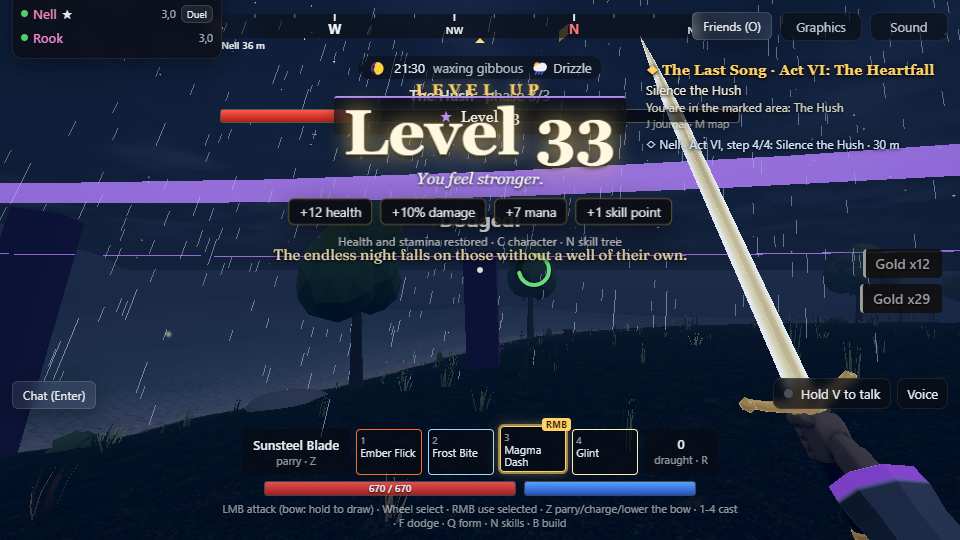 Nell ★ 3,0 Duel
Rook 3,0
Nell 36 m
W NW N
Friends (O) Graphics Sound
21:30 waxing gibbous Drizzle
LEVEL UP
★ Level
Level 33
You feel stronger.
+12 health +10% damage +7 mana +1 skill point
Health and stamina restored · C character · N skill tree
The endless night falls on those without a well of their own.
The Last Song · Act VI: The Heartfall
Silence the Hush
You are in the marked area: The Hush
J journal · M map
Act VI, step 4/4: Silence the Hush · 30 m
Gold x12
Gold x29
Chat (Enter)
Hold V to talk Voice
Sunsteel Blade
parry · Z
1 Ember Flick
2 Frost Bite
RMB
3 Magma Dash
4 Glint
0
draught · R
670 / 670
LMB attack (bow: hold to draw) · Wheel select · RMB use selected · Z parry/charge/lower the bow · 1-4 cast
· F dodge · Q form · N skills · B build